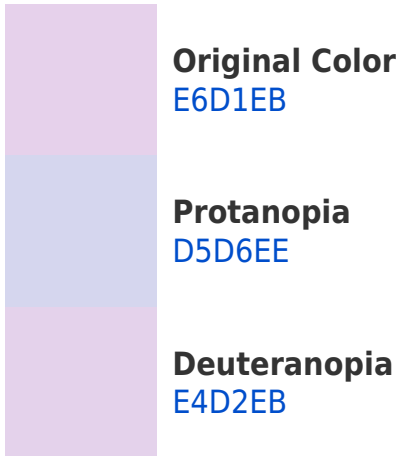 Original Color
E6D1EB
Protanopia
D5D6EE
Deuteranopia
E4D2EB